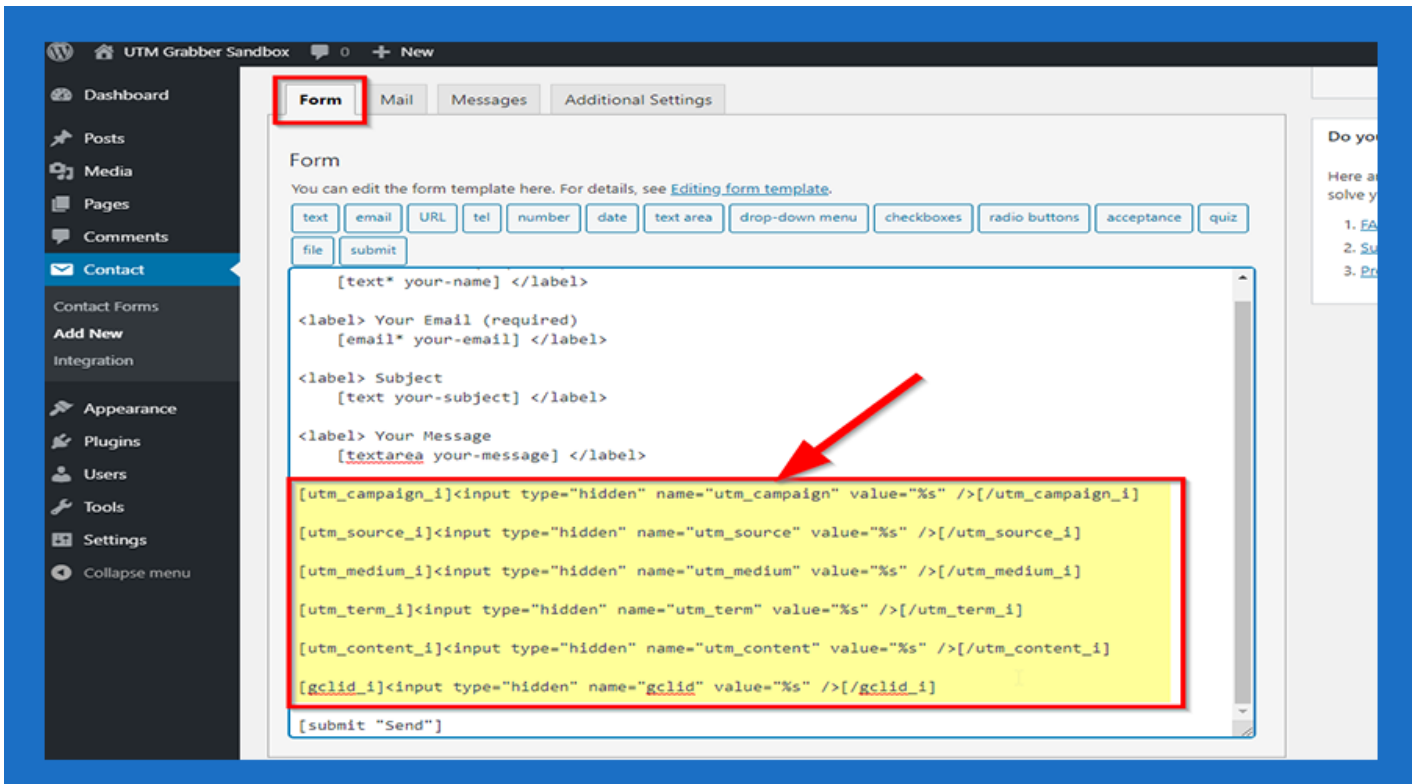 UTM Grabber Sandbox 0 + New
Dashboard
Posts
Media
Pages
Comments
Contact
Contact Forms
Add New
Integration
Appearance
Plugins
Users
Tools
Settings
Collapse menu
Form Mail Messages Additional Settings
Form
You can edit the form template here. For details, see Editing form template.
text email URL tel number date text area drop-down menu checkboxes radio buttons acceptance quiz
file submit
[text* your-name] </label>
<label> Your Email (required)
[email* your-email] </label>
<label> Subject
[text your-subject] </label>
<label> Your Message
[textarea your-message] </label>
[utm_campaign_i]<input type="hidden" name="utm_campaign" value="%s" />[/utm_campaign_i]
[utm_source_i]<input type="hidden" name="utm_source" value="%s" />[/utm_source_i]
[utm_medium_i]<input type="hidden" name="utm_medium" value="%s" />[/utm_medium_i]
[utm_term_i]<input type="hidden" name="utm_term" value="%s" />[/utm_term_i]
[utm_content_i]<input type="hidden" name="utm_content" value="%s" />[/utm_content_i]
[gclid_i]<input type="hidden" name="gclid" value="%s" />[/gclid_i]
[submit "Send"]
Do yo
Here a
solve y
1. FA
2. Su
3. Pr